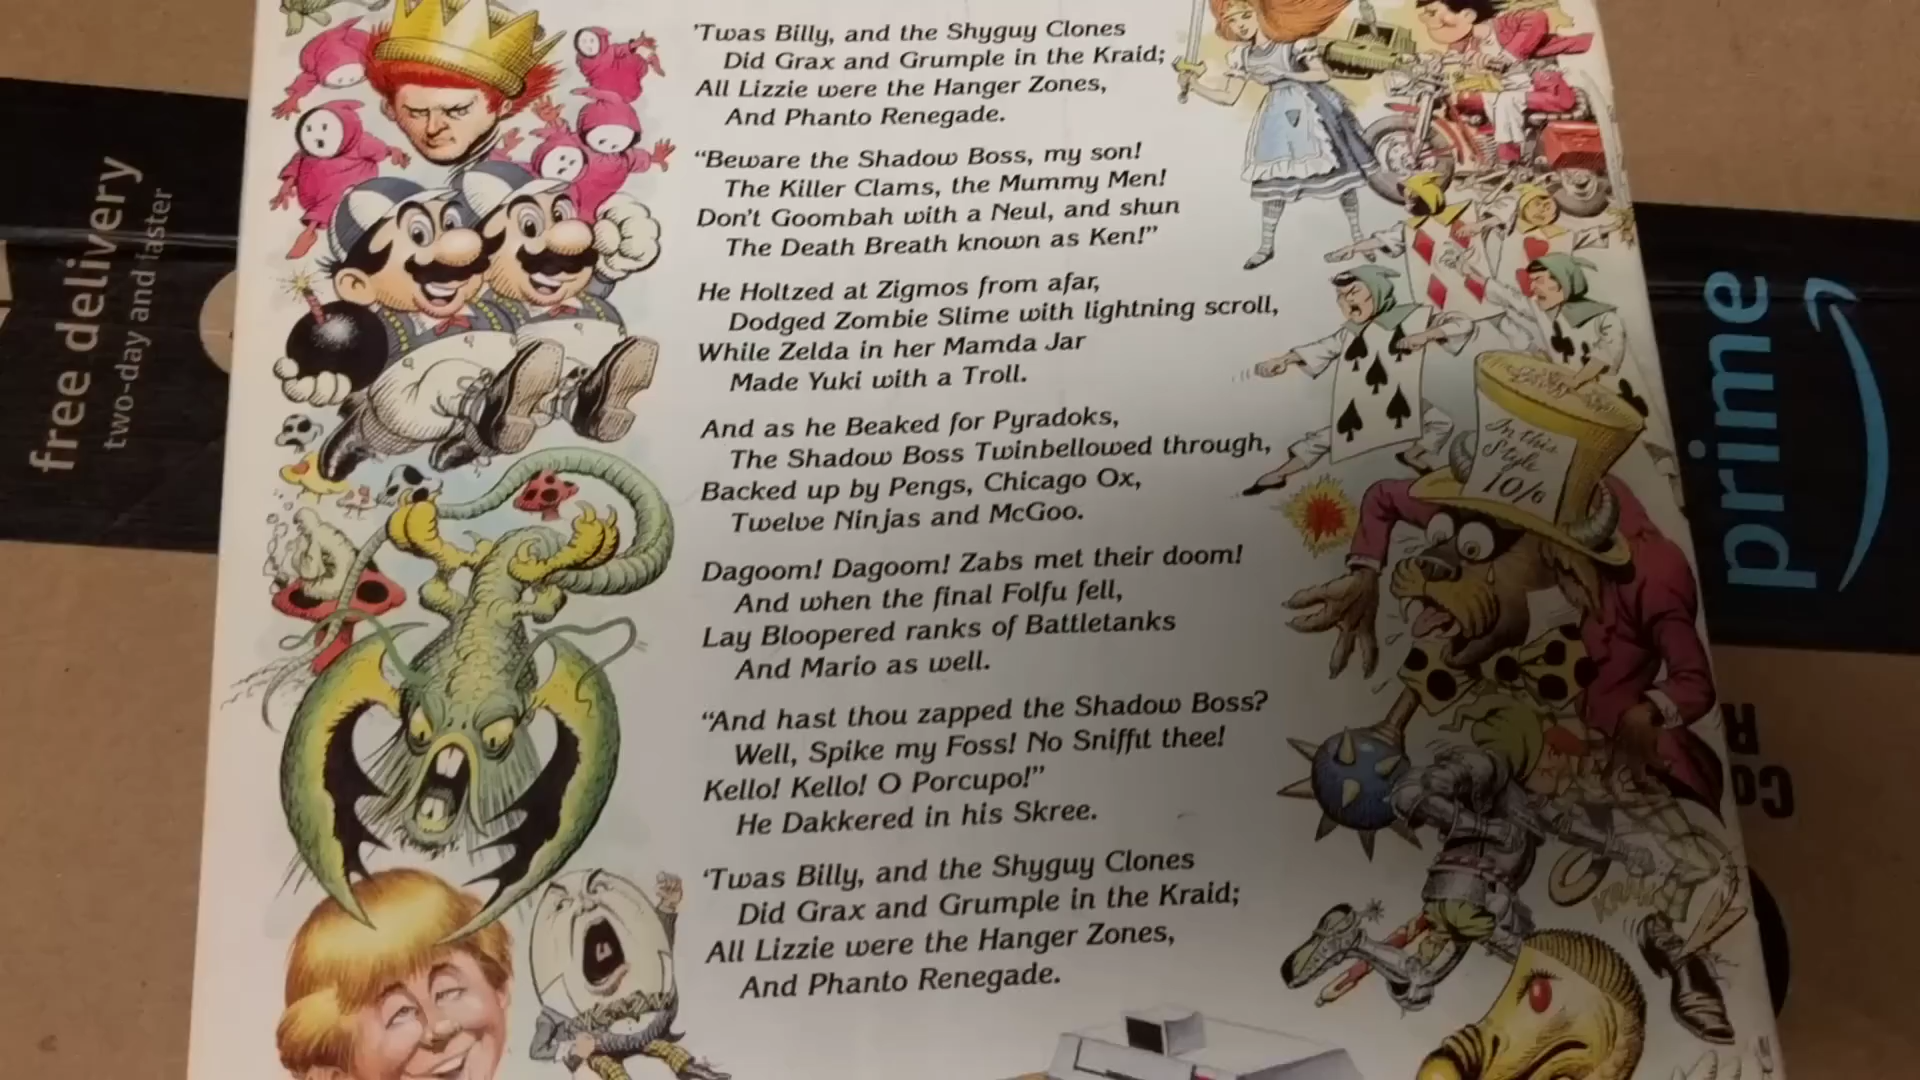 'Twas Billy, and the Shyguy Clones
Did Grax and Grumple in the Kraid;
All Lizzie were the Hanger Zones,
And Phanto Renegade.
“Beware the Shadow Boss, my son!
The Killer Clams, the Mummy Men!
Don't Goombah with a Neul, and shun
The Death Breath known as Ken!”
He Holtzed at Zigmos from afar,
Dodged Zombie Slime with lightning scroll,
While Zelda in her Mamda Jar
Made Yuki with a Troll.
And as he Beaked for Pyradoks,
The Shadow Boss Twinbellowed through,
Backed up by Pengs, Chicago Ox,
Twelve Ninjas and McGoo.
Dagoom! Dagoom! Zabs met their doom!
And when the final Folfu fell,
Lay Bloopered ranks of Battletanks
And Mario as well.
“And hast thou zapped the Shadow Boss?
Well, Spike my Foss! No Sniffit thee!
Kello! Kello! O Porcupo!”
He Dakkered in his Skree.
‘Twas Billy, and the Shyguy Clones
Did Grax and Grumple in the Kraid;
All Lizzie were the Hanger Zones,
And Phanto Renegade.
In this
Style
10/6
free delivery
two-day and faster
prime